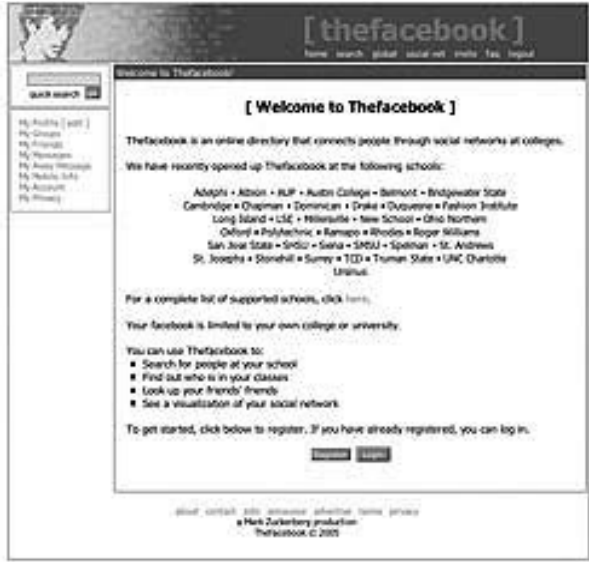 [thefacebook]
home search global social net invite faq logout
Welcome to Thefacebook!
quick search go
My Profile [ edit ]
My Groups
My Friends
My Messages
My Away Message
My Mobile Info
My Account
My Privacy
[ Welcome to Thefacebook ]
Thefacebook is an online directory that connects people through social networks at colleges.
We have recently opened up Thefacebook at the following schools:
Adelphi • Albion • AUP • Austin College • Belmont • Bridgewater State
Cambridge • Chapman • Dominican • Drake • Duquesne • Fashion Institute
Long Island • LSE • Millersville • New School • Ohio Northern
Oxford • Polytechnic • Ramapo • Rhodes • Roger Williams
San Jose State • SMSU • Siena • SMSU • Spelman • St. Andrews
St. Josephs • Stonehill • Surrey • TCD • Truman State • UNC Charlotte
Ursinus
For a complete list of supported schools, click here.
Your facebook is limited to your own college or university.
You can use Thefacebook to:
▪ Search for people at your school
▪ Find out who is in your classes
▪ Look up your friends' friends
▪ See a visualization of your social network
To get started, click below to register. If you have already registered, you can log in.
Register Login
about contact jobs announce advertise terms privacy
a Mark Zuckerberg production
Thefacebook © 2005